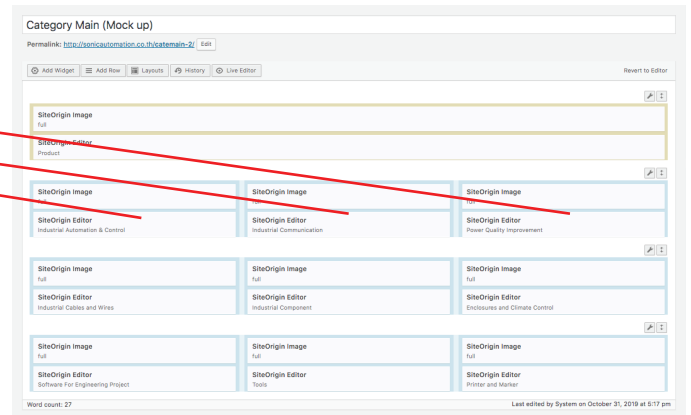 Category Main (Mock up)
Permalink: http://sonicautomation.co.th/catemain-2/ Edit
Add Widget Add Row Layouts History Live Editor Revert to Editor
SiteOrigin Image
full
SiteOrigin Editor
Product
SiteOrigin Image SiteOrigin Image SiteOrigin Image
full full full
SiteOrigin Editor SiteOrigin Editor SiteOrigin Editor
Industrial Automation & Control Industrial Communication Power Quality Improvement
SiteOrigin Image SiteOrigin Image SiteOrigin Image
full full full
SiteOrigin Editor SiteOrigin Editor SiteOrigin Editor
Industrial Cables and Wires Industrial Component Enclosures and Climate Control
SiteOrigin Image SiteOrigin Image SiteOrigin Image
full full full
SiteOrigin Editor SiteOrigin Editor SiteOrigin Editor
Software For Engineering Project Tools Printer and Marker
Word count: 27 Last edited by System on October 31, 2019 at 5:17 pm